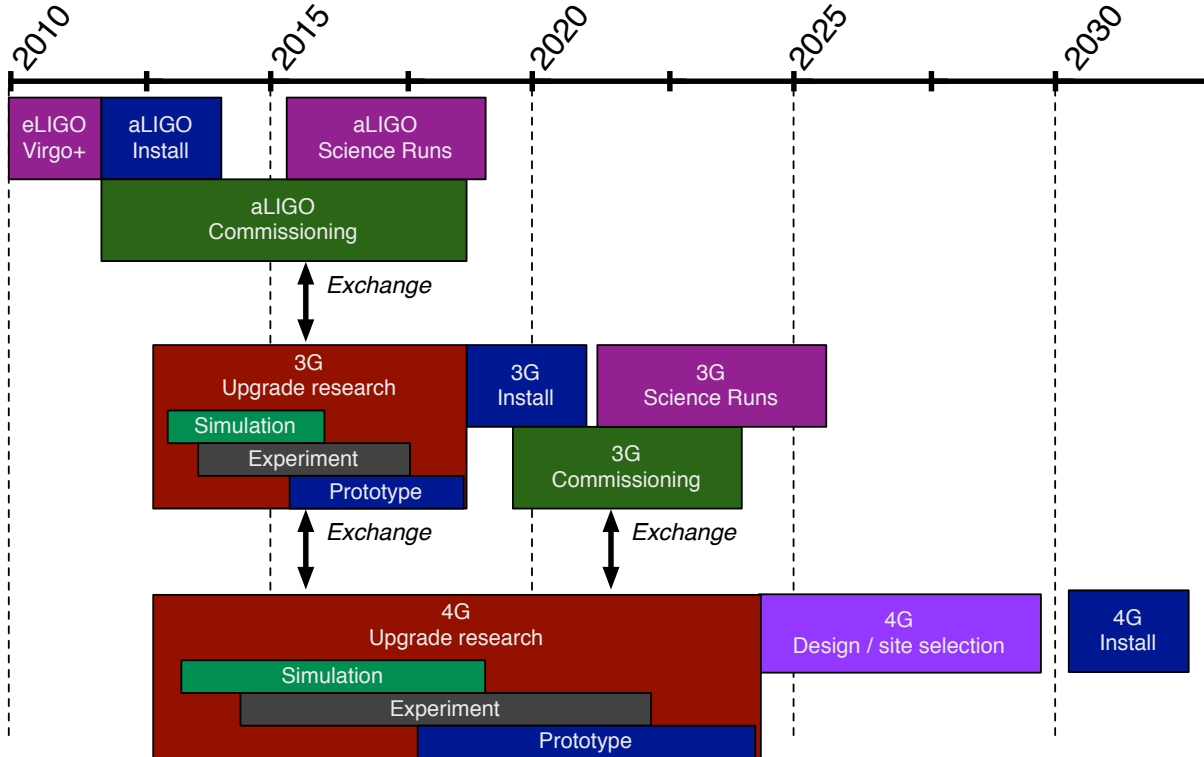 2010
2015
2020
2025
2030
eLIGO
Virgo+
aLIGO
Install
aLIGO
Science Runs
aLIGO
Commissioning
Exchange
3G
Upgrade research
Simulation
Experiment
Prototype
3G
Install
3G
Science Runs
3G
Commissioning
Exchange
Exchange
4G
Upgrade research
Simulation
Experiment
Prototype
4G
Design / site selection
4G
Install